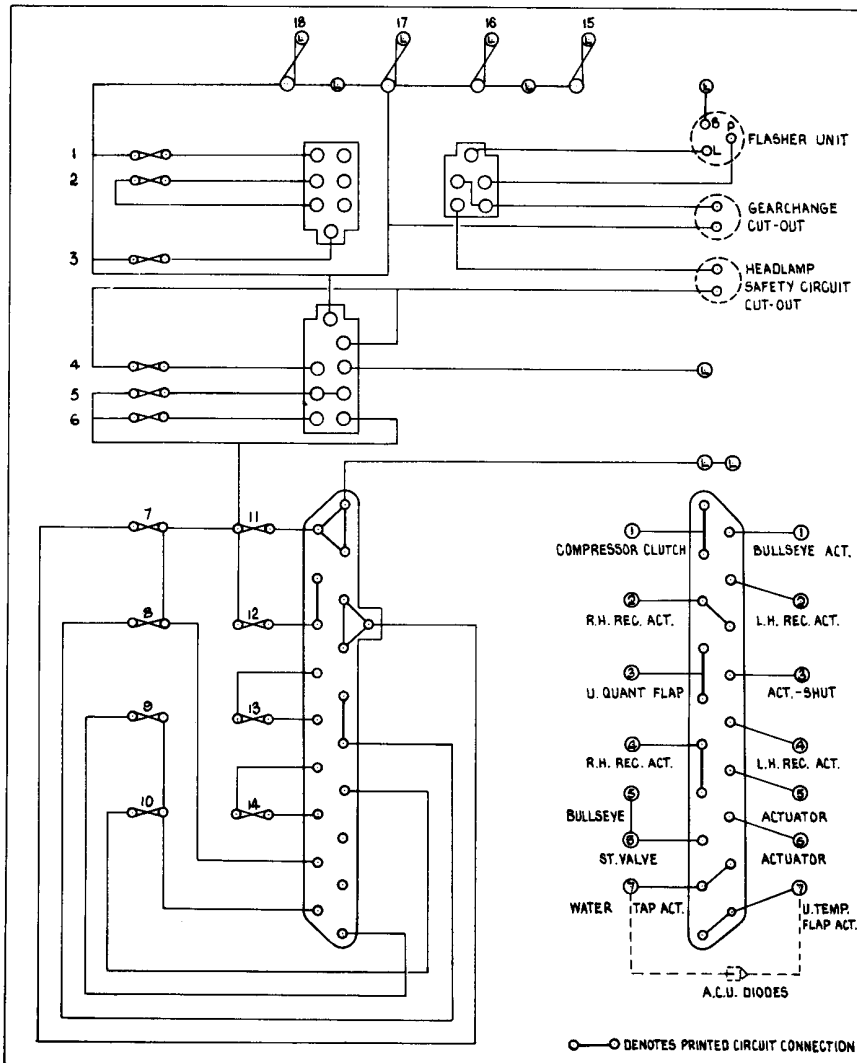 18 17 16 15
L L L L
L L L
B P
L
FLASHER UNIT
1
2
GEARCHANGE
CUT-OUT
3
HEADLAMP
SAFETY CIRCUIT
CUT-OUT
4
L
5
6
L L
7 11
1 1
COMPRESSOR CLUTCH BULLSEYE ACT.
8 12
2 2
R.H. REC. ACT. L.H. REC. ACT.
3 3
U. QUANT FLAP ACT.-SHUT
9 13
4 4
R.H. REC. ACT. L.H. REC. ACT.
5 5
BULLSEYE ACTUATOR
10 14
8 6
ST. VALVE ACTUATOR
9 7
WATER TAP ACT. U. TEMP.
FLAP ACT.
A.C.U. DIODES
DENOTES PRINTED CIRCUIT CONNECTION